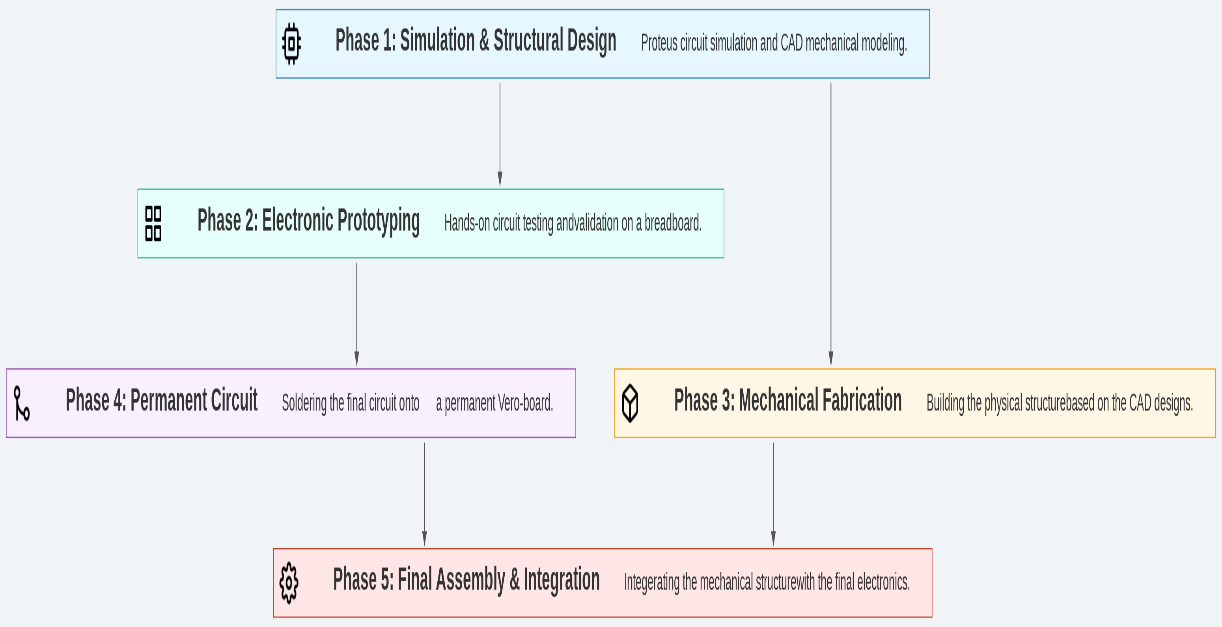 Phase 1: Simulation & Structural Design Proteus circuit simulation and CAD mechanical modeling.
Phase 2: Electronic Prototyping Hands-on circuit testing andvalidation on a breadboard.
Phase 4: Permanent Circuit Soldering the final circuit onto a permanent Vero-board.
Phase 3: Mechanical Fabrication Building the physical structurebased on the CAD designs.
Phase 5: Final Assembly & Integration Integerating the mechanical structurewith the final electronics.